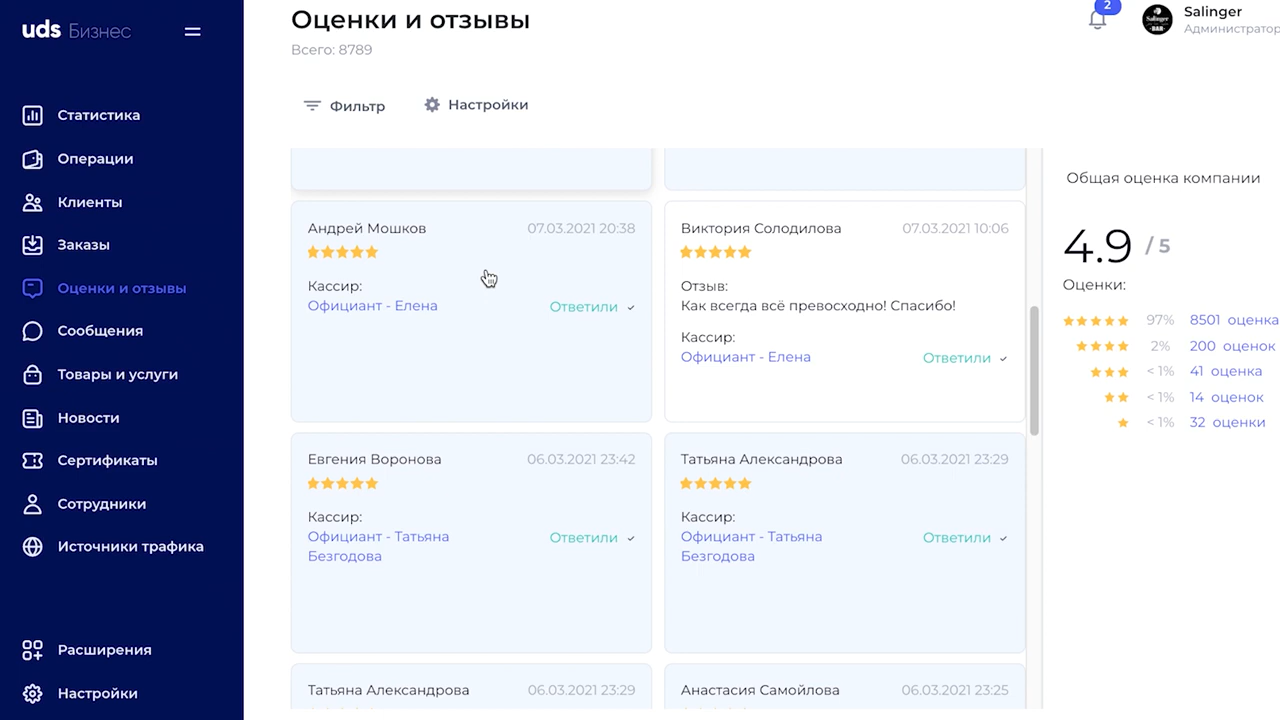 uds Бизнес
Статистика
Операции
Клиенты
Заказы
Оценки и отзывы
Сообщения
Товары и услуги
Новости
Сертификаты
Сотрудники
Источники трафика
Расширения
Настройки
Оценки и отзывы
Всего: 8789
Фильтр
Настройки
2
Salinger
BAR
Salinger
Администратор
Андрей Мошков 07.03.2021 20:38
Кассир:
Официант - Елена
Ответили
Виктория Солодилова 07.03.2021 10:06
Отзыв:
Как всегда всё превосходно! Спасибо!
Кассир:
Официант - Елена
Ответили
Евгения Воронова 06.03.2021 23:42
Кассир:
Официант - Татьяна
Безгодова
Ответили
Татьяна Александрова 06.03.2021 23:29
Кассир:
Официант - Татьяна
Безгодова
Ответили
Татьяна Александрова 06.03.2021 23:29
Анастасия Самойлова 06.03.2021 23:25
Общая оценка компании
4.9 / 5
Оценки:
97% 8501 оценка
2% 200 оценок
< 1% 41 оценка
< 1% 14 оценок
< 1% 32 оценки